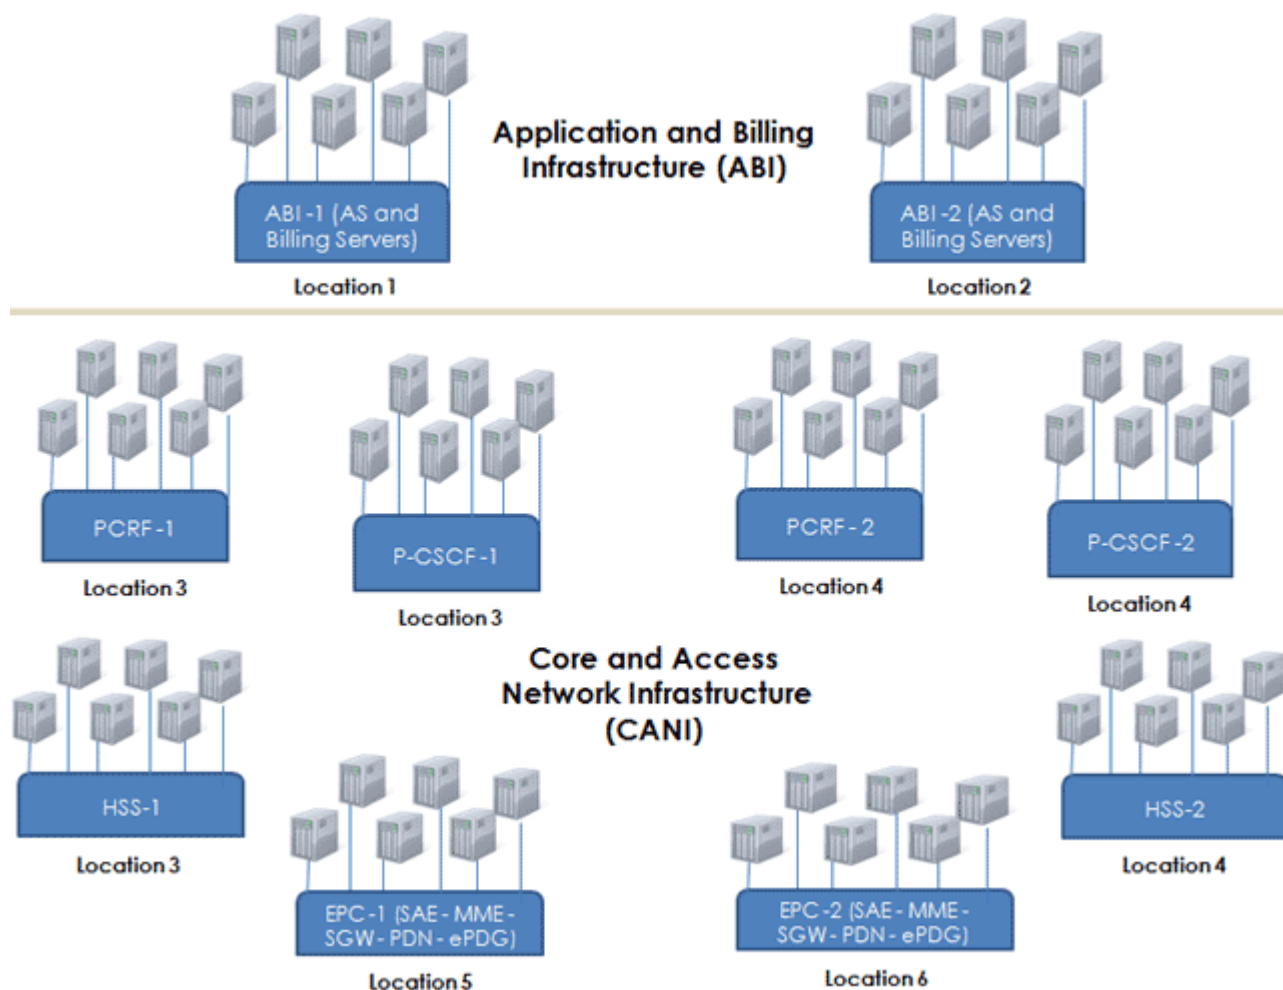 Application and Billing
Infrastructure (ABI)
ABI -1 (AS and
Billing Servers)
Location 1
ABI -2 (AS and
Billing Servers)
Location 2
PCRF -1
Location 3
P-CSCF -1
Location 3
PCRF - 2
Location 4
P-CSCF -2
Location 4
Core and Access
Network Infrastructure
(CANI)
HSS-1
Location 3
EPC-1 (SAE - MME -
SGW - PDN - ePDG)
Location 5
EPC-2 (SAE - MME -
SGW - PDN - ePDG)
Location 6
HSS-2
Location 4